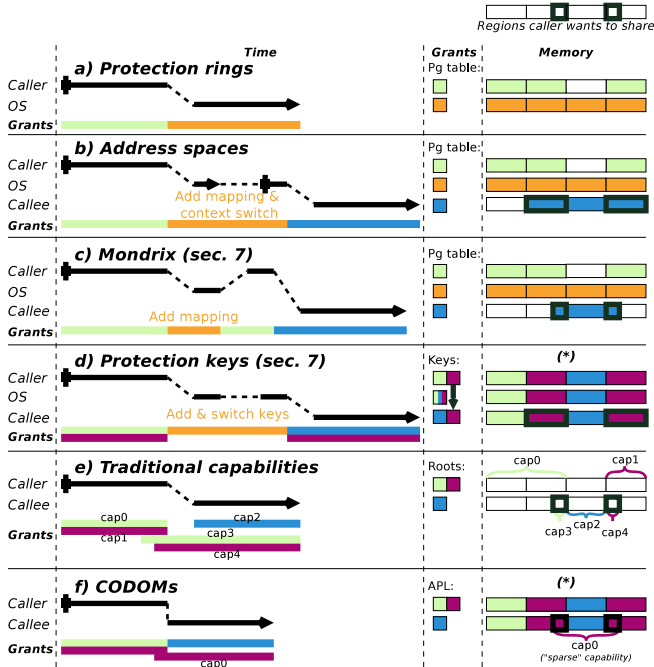 Regions caller wants to share
Time
Grants
Memory
a) Protection rings
Pg table:
Caller
OS
Grants
b) Address spaces
Pg table:
Caller
OS
Add mapping &
context switch
Callee
Grants
c) Mondrix (sec. 7)
Pg table:
Caller
OS
Add mapping
Callee
Grants
d) Protection keys (sec. 7)
Keys:
(*)
Caller
OS
Add & switch keys
Callee
Grants
e) Traditional capabilities
Roots:
cap0
cap1
Caller
Callee
cap0
cap2
cap3
cap2
cap4
Grants
cap1
cap3
cap4
f) CODOMs
APL:
(*)
Caller
Callee
Grants
cap0
cap0
("sparse" capability)